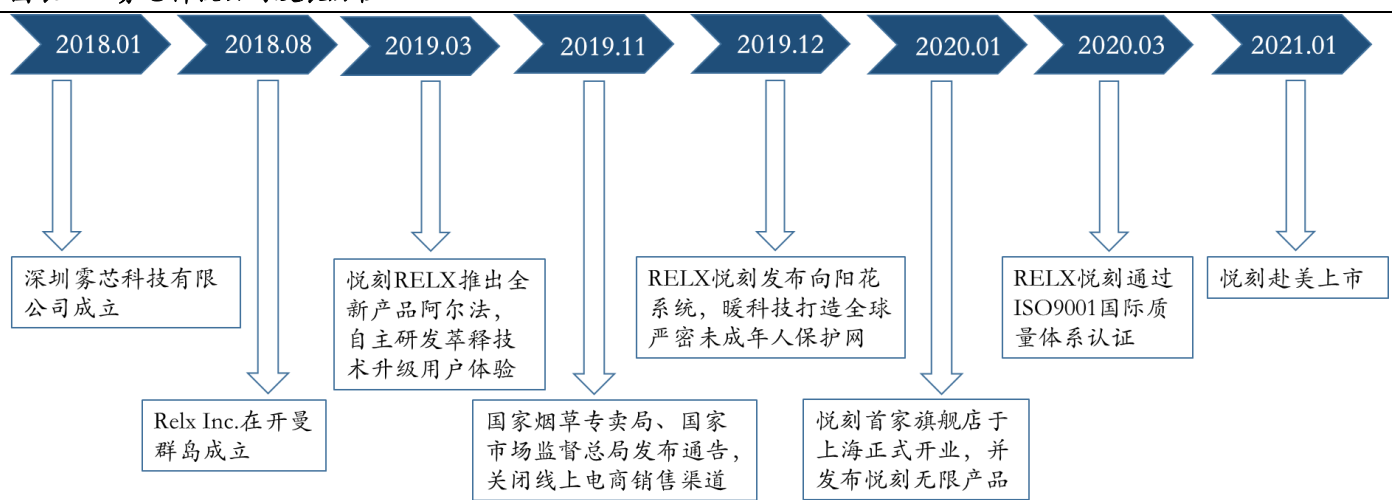 2018.01
2018.08
2019.03
2019.11
2019.12
2020.01
2020.03
2021.01
深圳雾芯科技有限
公司成立
Relx Inc.在开曼
群岛成立
悦刻RELX推出全
新产品阿尔法，
自主研发萃释技
术升级用户体验
国家烟草专卖局、国家
市场监督总局发布通告，
关闭线上电商销售渠道
RELX悦刻发布向阳花
系统，暖科技打造全球
严密未成年人保护网
悦刻首家旗舰店于
上海正式开业，并
发布悦刻无限产品
RELX悦刻通过
ISO9001国际质
量体系认证
悦刻赴美上市